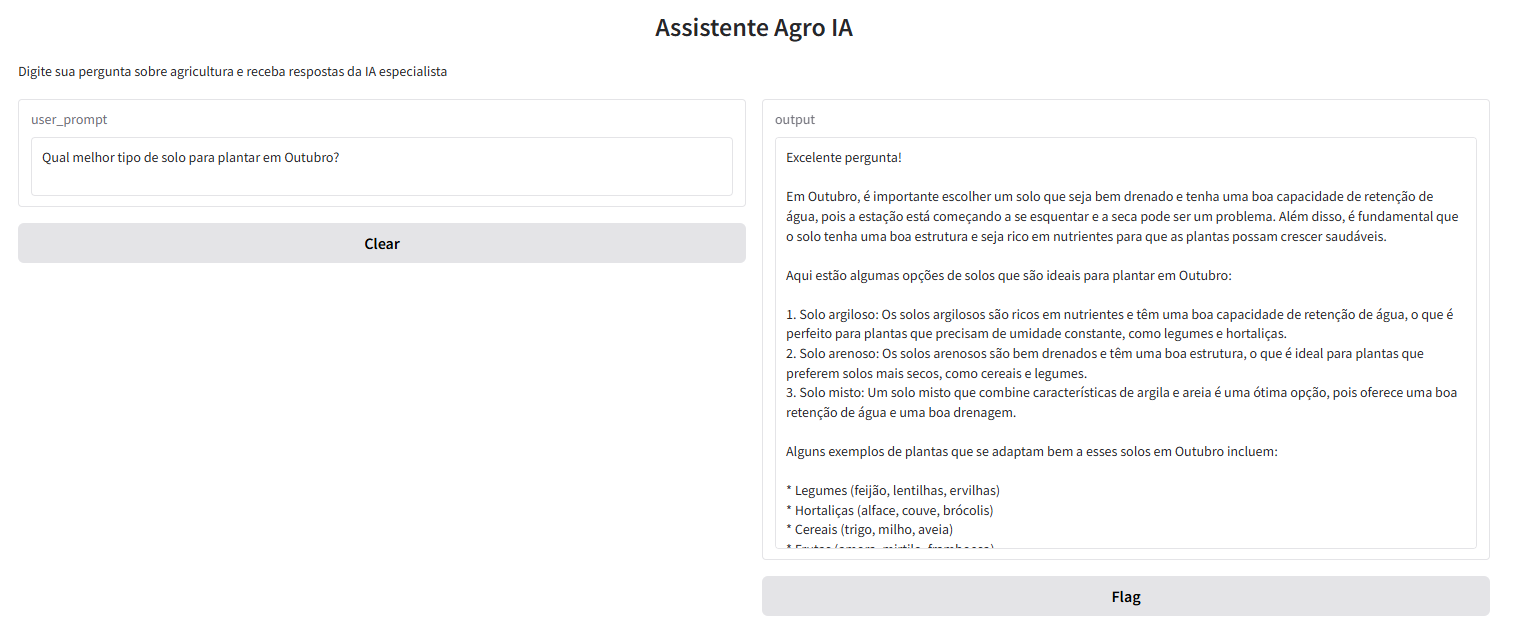 Assistente Agro IA
Digite sua pergunta sobre agricultura e receba respostas da IA especialista
user_prompt
Qual melhor tipo de solo para plantar em Outubro?
Clear
output
Excelente pergunta!
Em Outubro, é importante escolher um solo que seja bem drenado e tenha uma boa capacidade de retenção de
água, pois a estação está começando a se esquentar e a seca pode ser um problema. Além disso, é fundamental que
o solo tenha uma boa estrutura e seja rico em nutrientes para que as plantas possam crescer saudáveis.
Aqui estão algumas opções de solos que são ideais para plantar em Outubro:
1. Solo argiloso: Os solos argilosos são ricos em nutrientes e têm uma boa capacidade de retenção de água, o que é
perfeito para plantas que precisam de umidade constante, como legumes e hortaliças.
2. Solo arenoso: Os solos arenosos são bem drenados e têm uma boa estrutura, o que é ideal para plantas que
preferem solos mais secos, como cereais e legumes.
3. Solo misto: Um solo misto que combine características de argila e areia é uma ótima opção, pois oferece uma boa
retenção de água e uma boa drenagem.
Alguns exemplos de plantas que se adaptam bem a esses solos em Outubro incluem:
* Legumes (feijão, lentilhas, ervilhas)
* Hortaliças (alface, couve, brócolis)
* Cereais (trigo, milho, aveia)
Flag